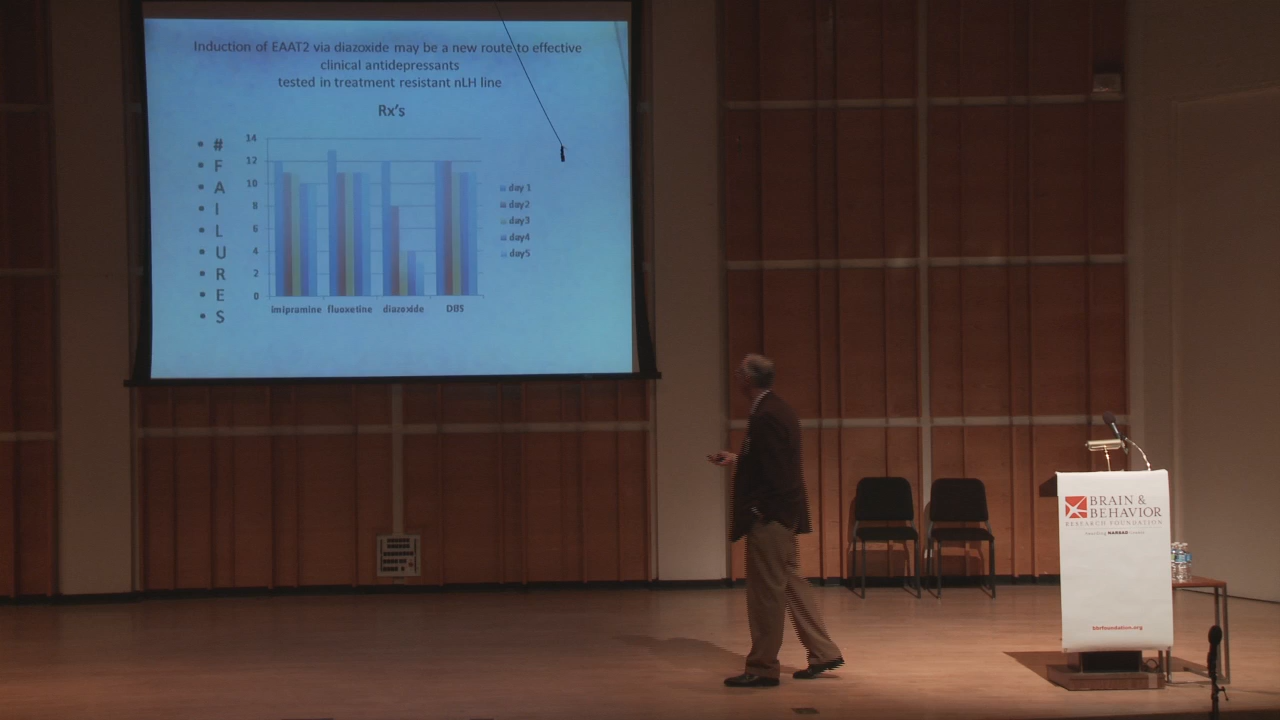 Induction of EAAT2 via diazoxide may be a new route to effective
clinical antidepressants
tested in treatment resistant nLH line
Rx's
• #
• F
• A
• I
• L
• U
• R
• E
• S
14
12
10
8
6
4
2
0
imipramine fluoxetine diazoxide DBS
day 1
day2
day3
day4
day5
BRAIN &
BEHAVIOR
RESEARCH FOUNDATION
NARSAD
bbrfoundation.org